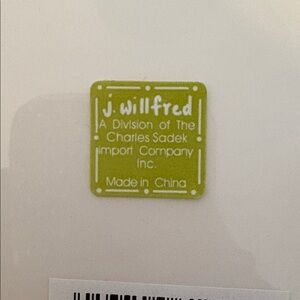 j. willfred
A Division of The
Charles Sadek
Import Company
Inc.
Made in China